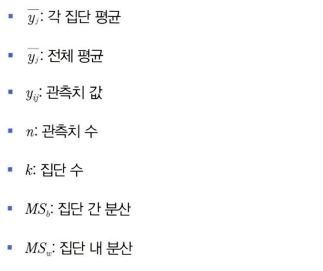 ▪ $\overline{y_j}$: 각 집단 평균
▪ $\overline{y_j}$: 전체 평균
▪ $y_{ij}$: 관측치 값
▪ $n$: 관측치 수
▪ $k$: 집단 수
▪ $MS_b$: 집단 간 분산
▪ $MS_w$: 집단 내 분산